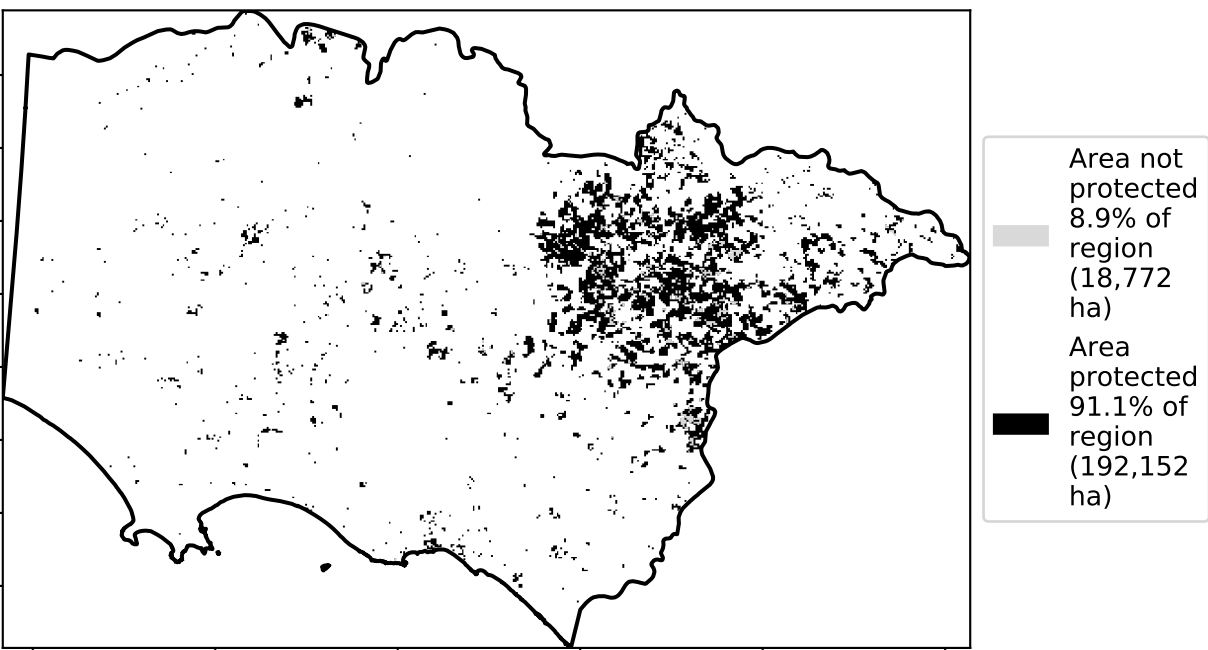 Area not
protected
8.9% of
region
(18,772
ha)
Area
protected
91.1% of
region
(192,152
ha)